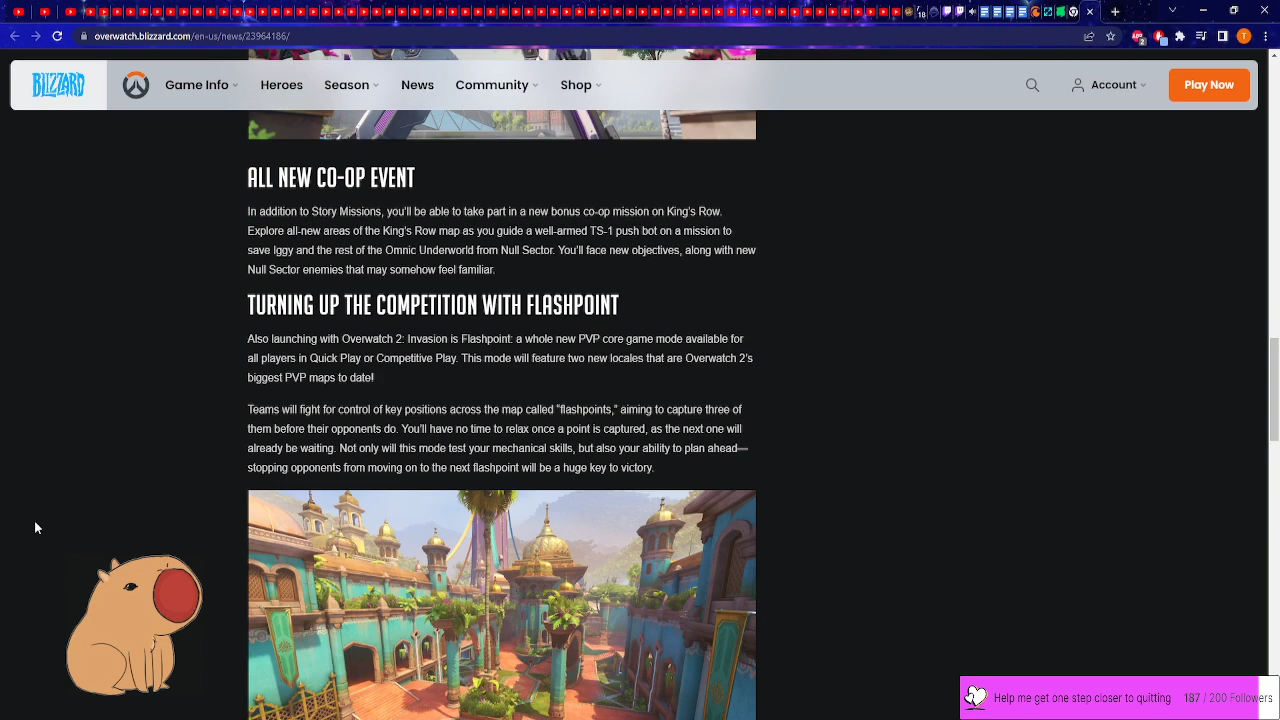 18
2
overwatch.blizzard.com/en-us/news/23964186/
T
BLIZZARD
Game Info
Heroes
Season
News
Community
Shop
Account
Play Now
ALL NEW CO-OP EVENT
In addition to Story Missions, you'll be able to take part in a new bonus co-op mission on King's Row.
Explore all-new areas of the King's Row map as you guide a well-armed TS-1 push bot on a mission to
save Iggy and the rest of the Omnic Underworld from Null Sector. You'll face new objectives, along with new
Null Sector enemies that may somehow feel familiar.
TURNING UP THE COMPETITION WITH FLASHPOINT
Also launching with Overwatch 2: Invasion is Flashpoint: a whole new PVP core game mode available for
all players in Quick Play or Competitive Play. This mode will feature two new locales that are Overwatch 2's
biggest PVP maps to date!
Teams will fight for control of key positions across the map called “flashpoints,” aiming to capture three of
them before their opponents do. You'll have no time to relax once a point is captured, as the next one will
already be waiting. Not only will this mode test your mechanical skills, but also your ability to plan ahead—
stopping opponents from moving on to the next flashpoint will be a huge key to victory.
Help me get one step closer to quitting 187 / 200 Followers